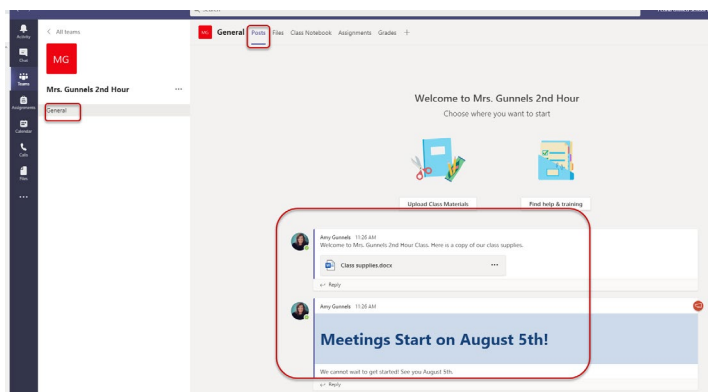 Activity
Chat
Teams
Assignments
Calendar
Calls
Files
All teams
MG
Mrs. Gunnels 2nd Hour
General
MG General Posts Files Class Notebook Assignments Grades +
Welcome to Mrs. Gunnels 2nd Hour
Choose where you want to start
Upload Class Materials
Find help & training
Amy Gunnels 11:26 AM
Welcome to Mrs. Gunnels 2nd Hour Class. Here is a copy of our class supplies.
Class supplies.docx
Reply
Amy Gunnels 11:26 AM
Meetings Start on August 5th!
We cannot wait to get started! See you August 5th.
Reply